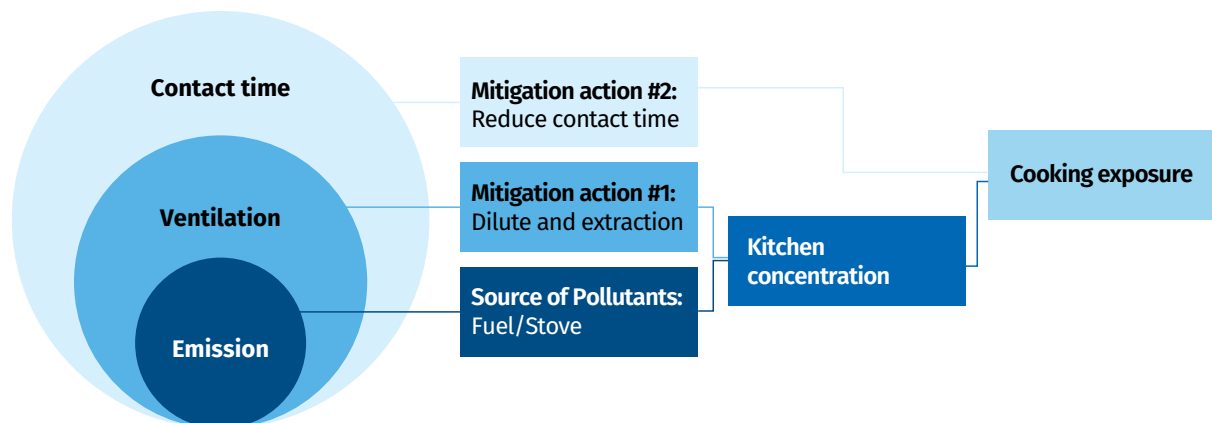 Contact time
Ventilation
Emission
Mitigation action #2:
Reduce contact time
Mitigation action #1:
Dilute and extraction
Source of Pollutants:
Fuel/Stove
Kitchen
concentration
Cooking exposure